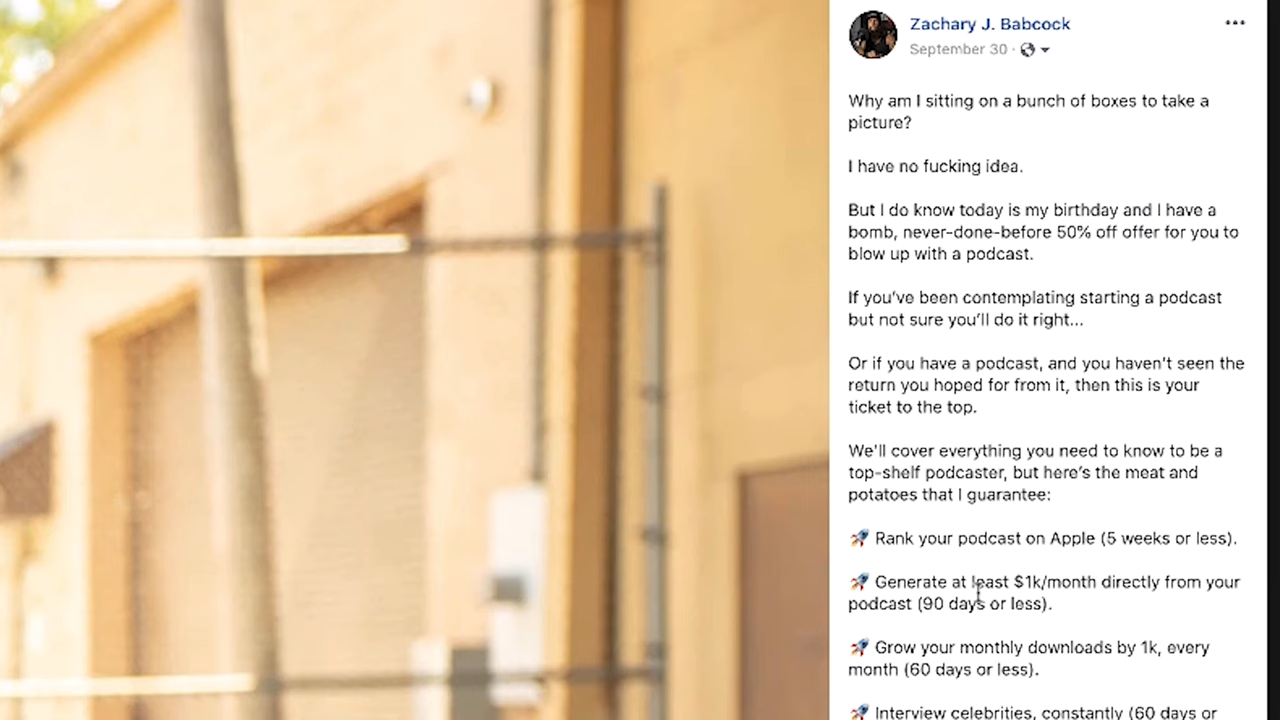 Zachary J. Babcock
September 30 ·
Why am I sitting on a bunch of boxes to take a
picture?
I have no fucking idea.
But I do know today is my birthday and I have a
bomb, never-done-before 50% off offer for you to
blow up with a podcast.
If you've been contemplating starting a podcast
but not sure you'll do it right...
Or if you have a podcast, and you haven't seen the
return you hoped for from it, then this is your
ticket to the top.
We'll cover everything you need to know to be a
top-shelf podcaster, but here's the meat and
potatoes that I guarantee:
🚀 Rank your podcast on Apple (5 weeks or less).
🚀 Generate at least $1k/month directly from your
podcast (90 days or less).
🚀 Grow your monthly downloads by 1k, every
month (60 days or less).
🚀 Interview celebrities, constantly (60 days or